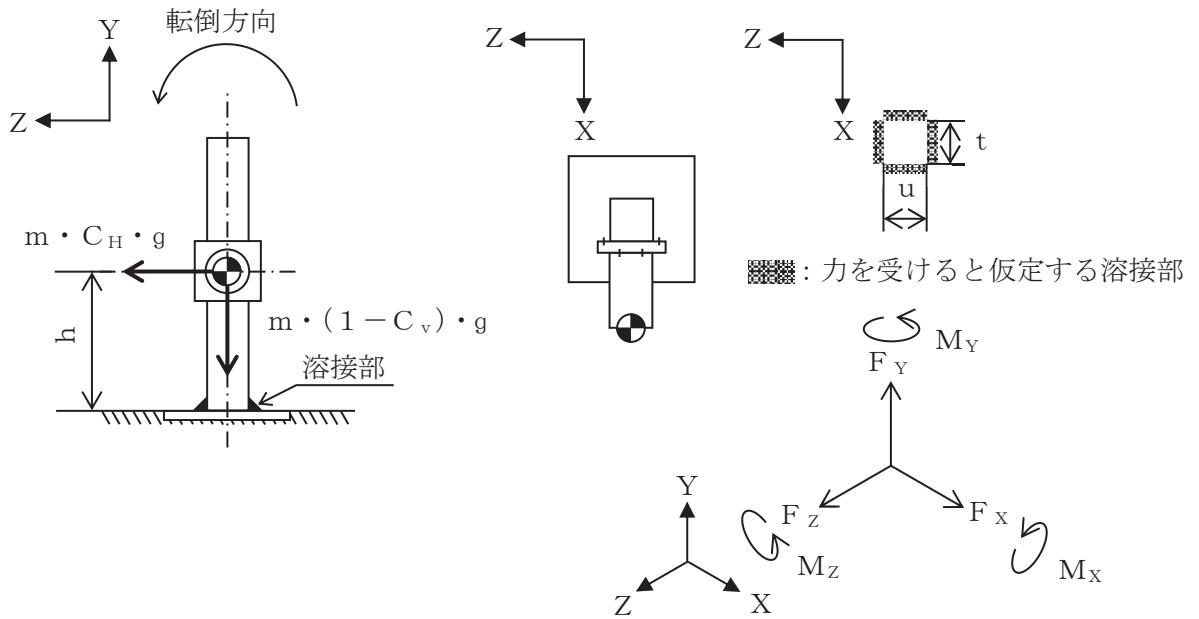 転倒方向
Y
Z
m・C_H・g
h
m・(1-C_v)・g
溶接部
Z
X
Z
X
t
u
:力を受けると仮定する溶接部
M_Y
F_Y
F_Z
F_X
M_Z
M_X
Y
Z
X